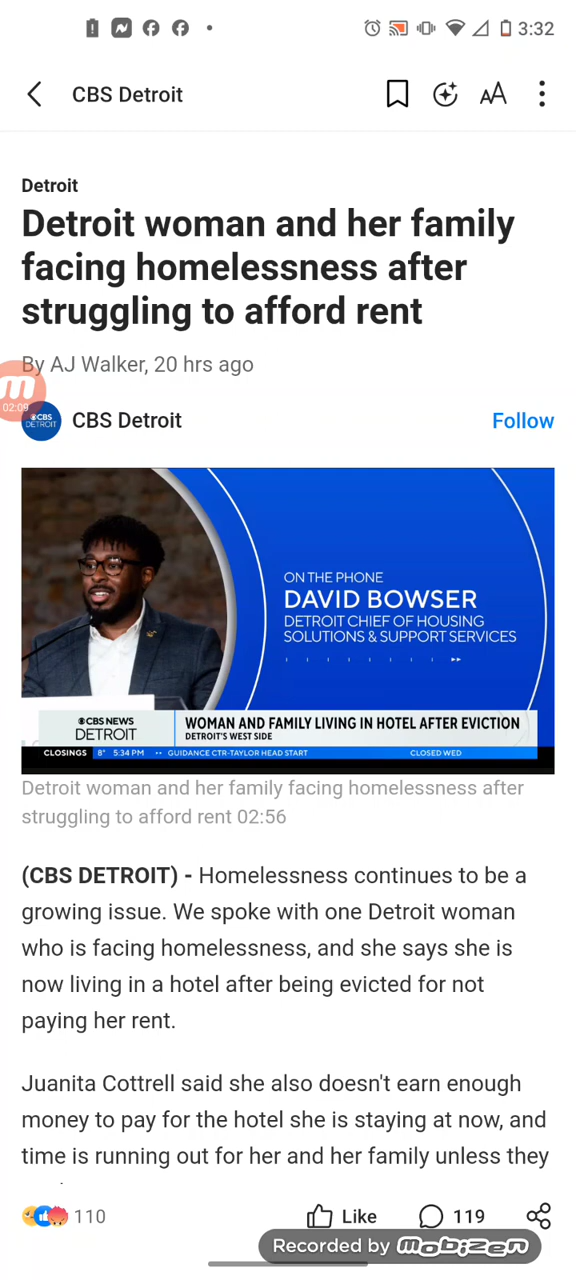 3:32
CBS Detroit
AA
Detroit
Detroit woman and her family
facing homelessness after
struggling to afford rent
By AJ Walker, 20 hrs ago
02:09
CBS
DETROIT
CBS Detroit
Follow
ON THE PHONE
DAVID BOWSER
DETROIT CHIEF OF HOUSING
SOLUTIONS & SUPPORT SERVICES
CBS NEWS
DETROIT
WOMAN AND FAMILY LIVING IN HOTEL AFTER EVICTION
DETROIT'S WEST SIDE
CLOSINGS 8° 5:34 PM GUIDANCE CTR-TAYLOR HEAD START CLOSED WED
Detroit woman and her family facing homelessness after
struggling to afford rent 02:56
(CBS DETROIT) - Homelessness continues to be a
growing issue. We spoke with one Detroit woman
who is facing homelessness, and she says she is
now living in a hotel after being evicted for not
paying her rent.
Juanita Cottrell said she also doesn't earn enough
money to pay for the hotel she is staying at now, and
time is running out for her and her family unless they
110
Like
119
Recorded by mobizen